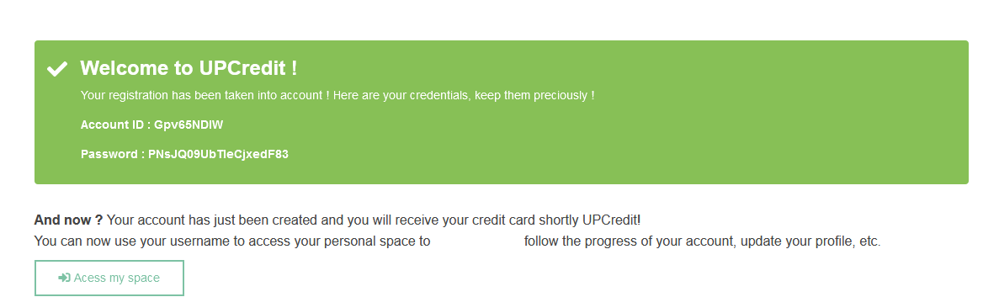 Welcome to UPCredit !
Your registration has been taken into account ! Here are your credentials, keep them preciously !
Account ID : Gpv65NDIW
Password : PNsJQ09UbTIeCjxedF83
And now ? Your account has just been created and you will receive your credit card shortly UPCredit!
You can now use your username to access your personal space to follow the progress of your account, update your profile, etc.
Acess my space